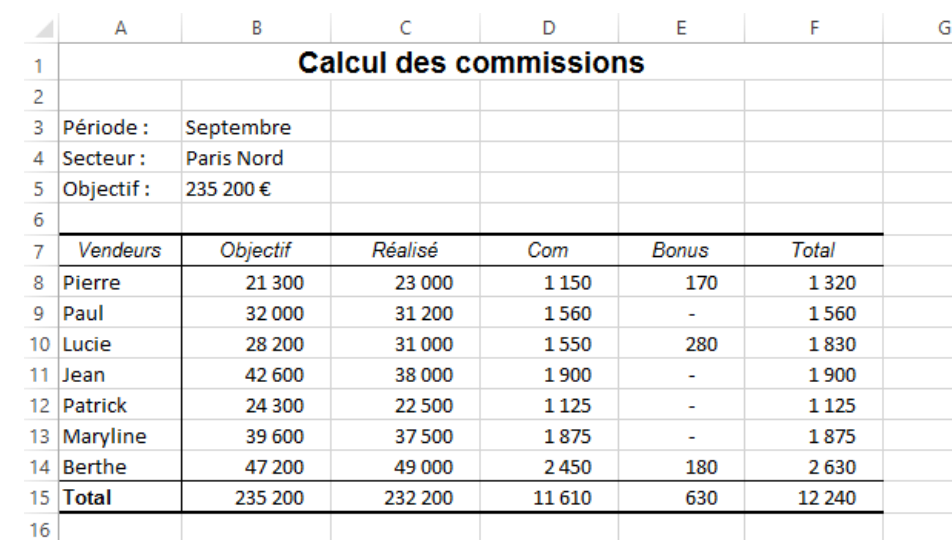 A B C D E F G
1 Calcul des commissions
2
3 Période : Septembre
4 Secteur : Paris Nord
5 Objectif : 235 200 €
6
7 Vendeurs Objectif Réalisé Com Bonus Total
8 Pierre 21 300 23 000 1 150 170 1 320
9 Paul 32 000 31 200 1 560 - 1 560
10 Lucie 28 200 31 000 1 550 280 1 830
11 Jean 42 600 38 000 1 900 - 1 900
12 Patrick 24 300 22 500 1 125 - 1 125
13 Maryline 39 600 37 500 1 875 - 1 875
14 Berthe 47 200 49 000 2 450 180 2 630
15 Total 235 200 232 200 11 610 630 12 240
16